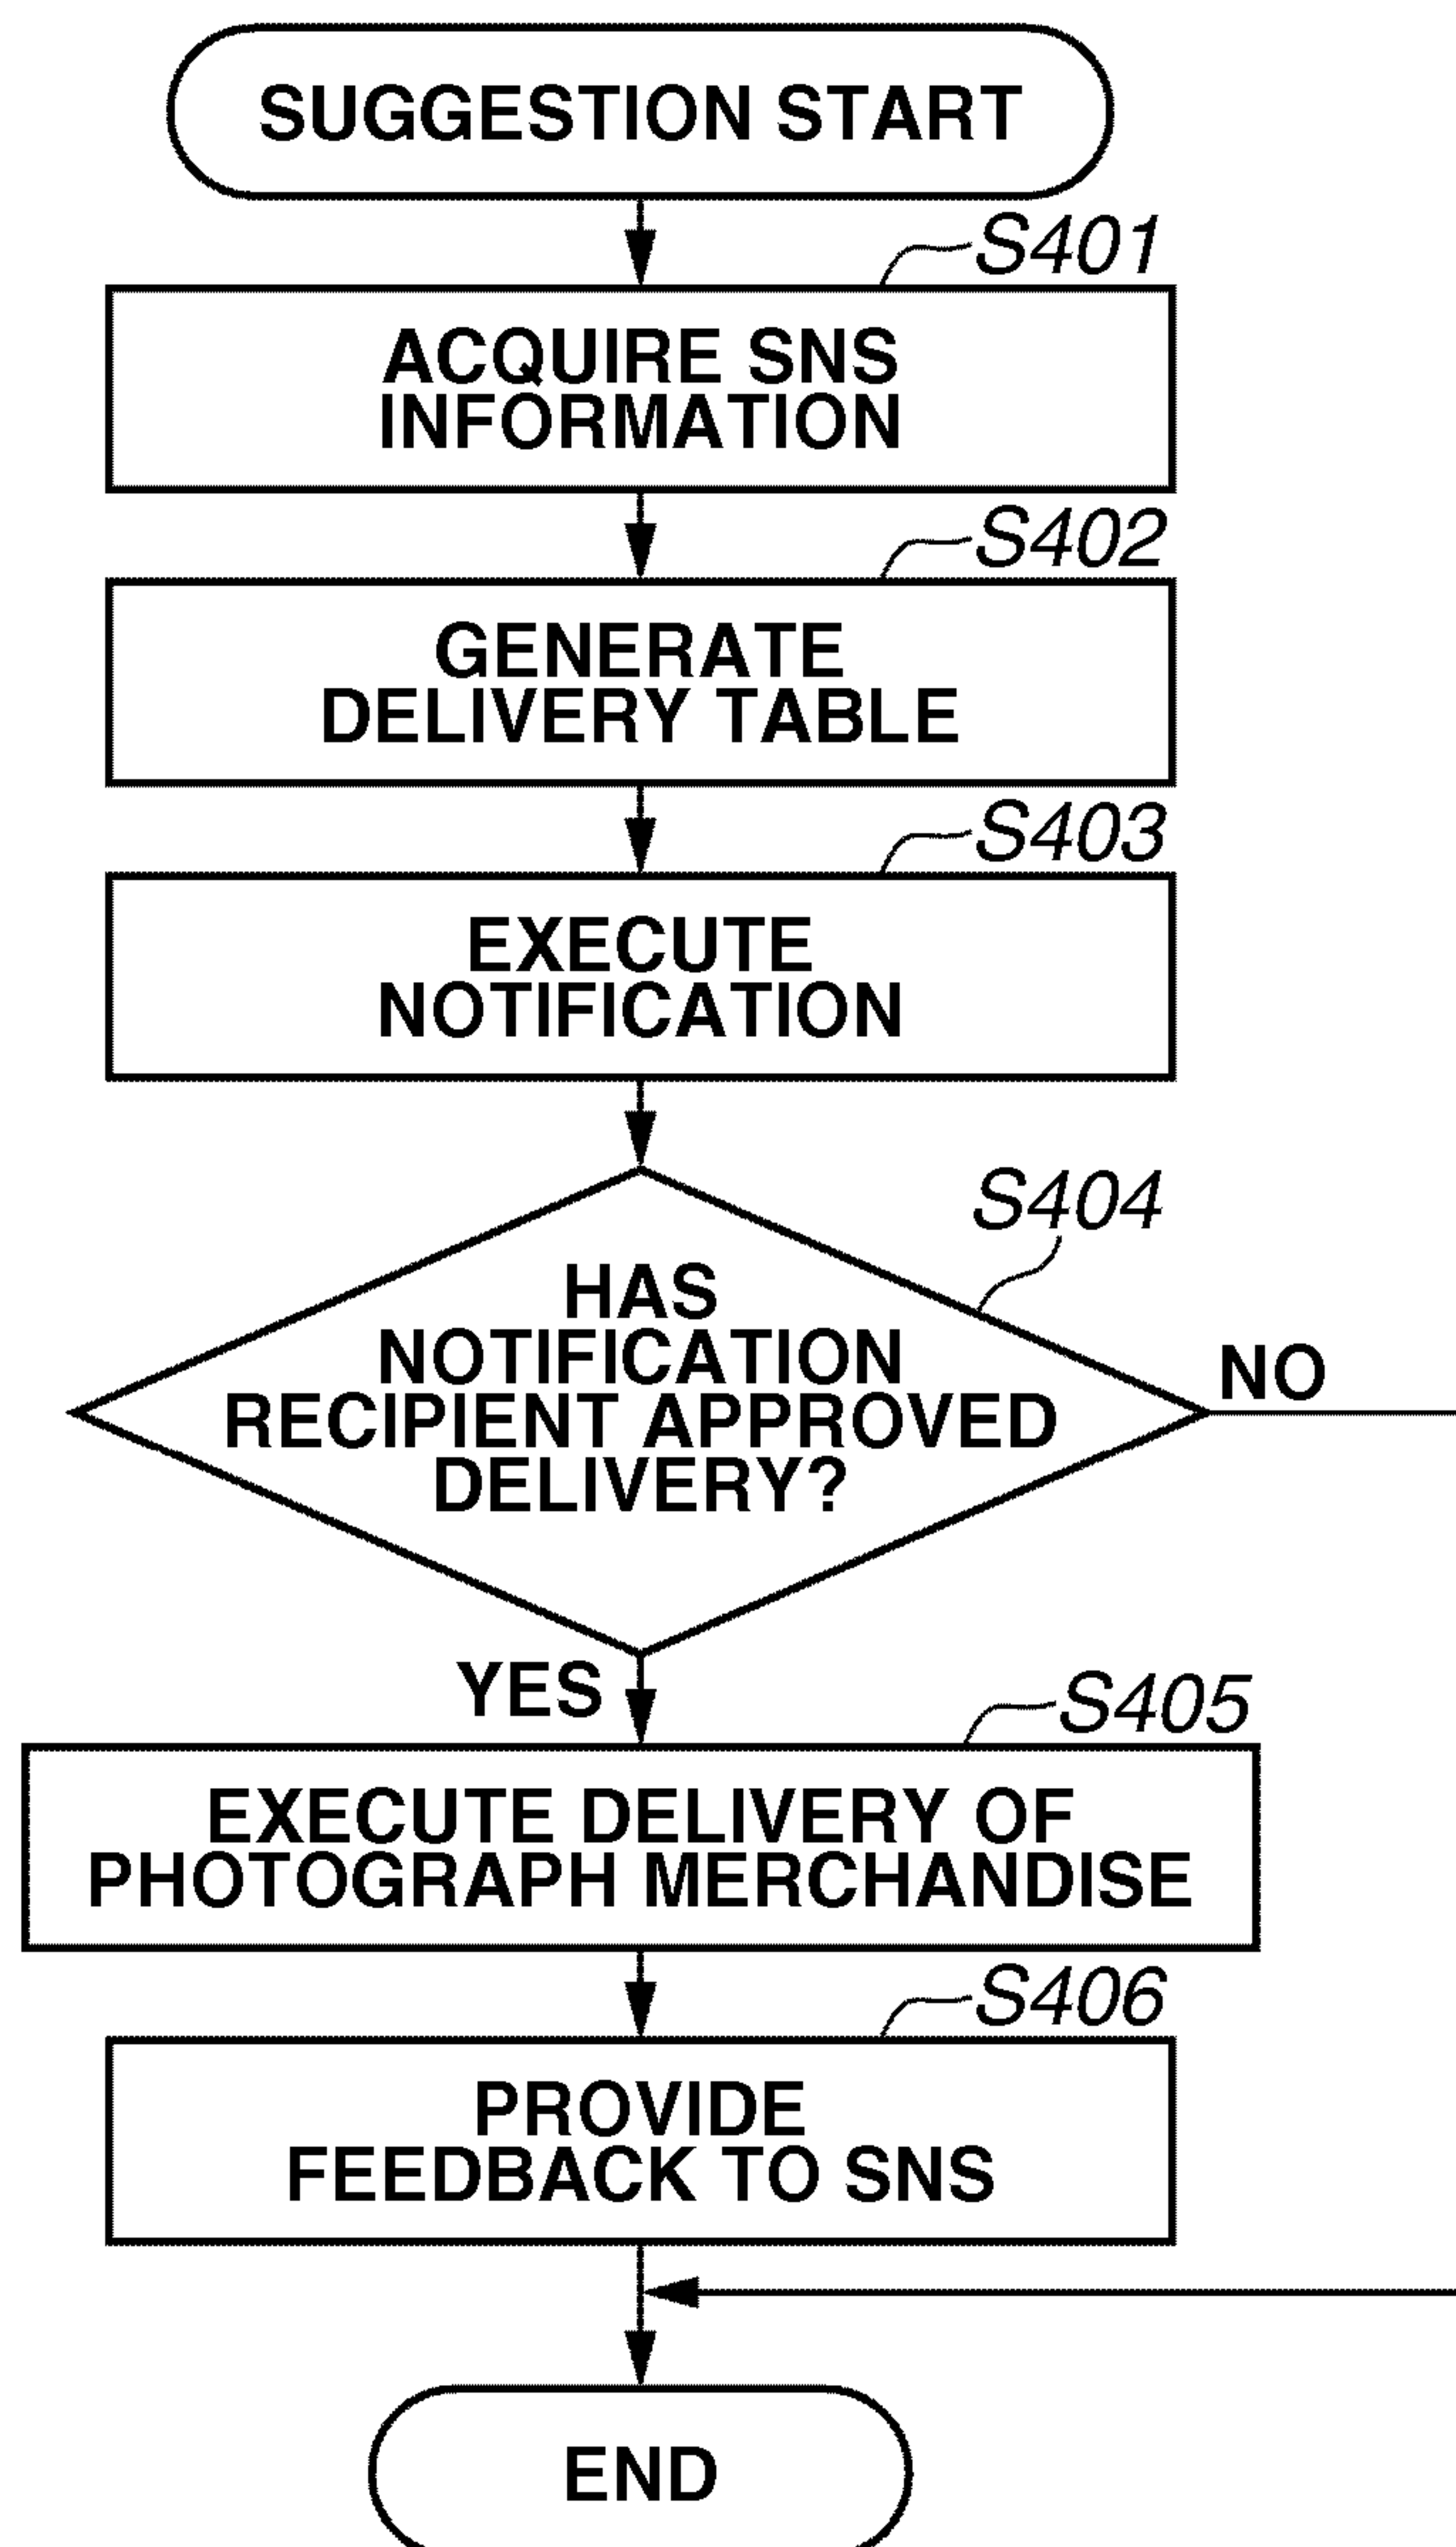 SUGGESTION START
S401
ACQUIRE SNS
INFORMATION
S402
GENERATE
DELIVERY TABLE
S403
EXECUTE
NOTIFICATION
S404
HAS
NOTIFICATION
RECIPIENT APPROVED
DELIVERY?
NO
YES
S405
EXECUTE DELIVERY OF
PHOTOGRAPH MERCHANDISE
S406
PROVIDE
FEEDBACK TO SNS
END